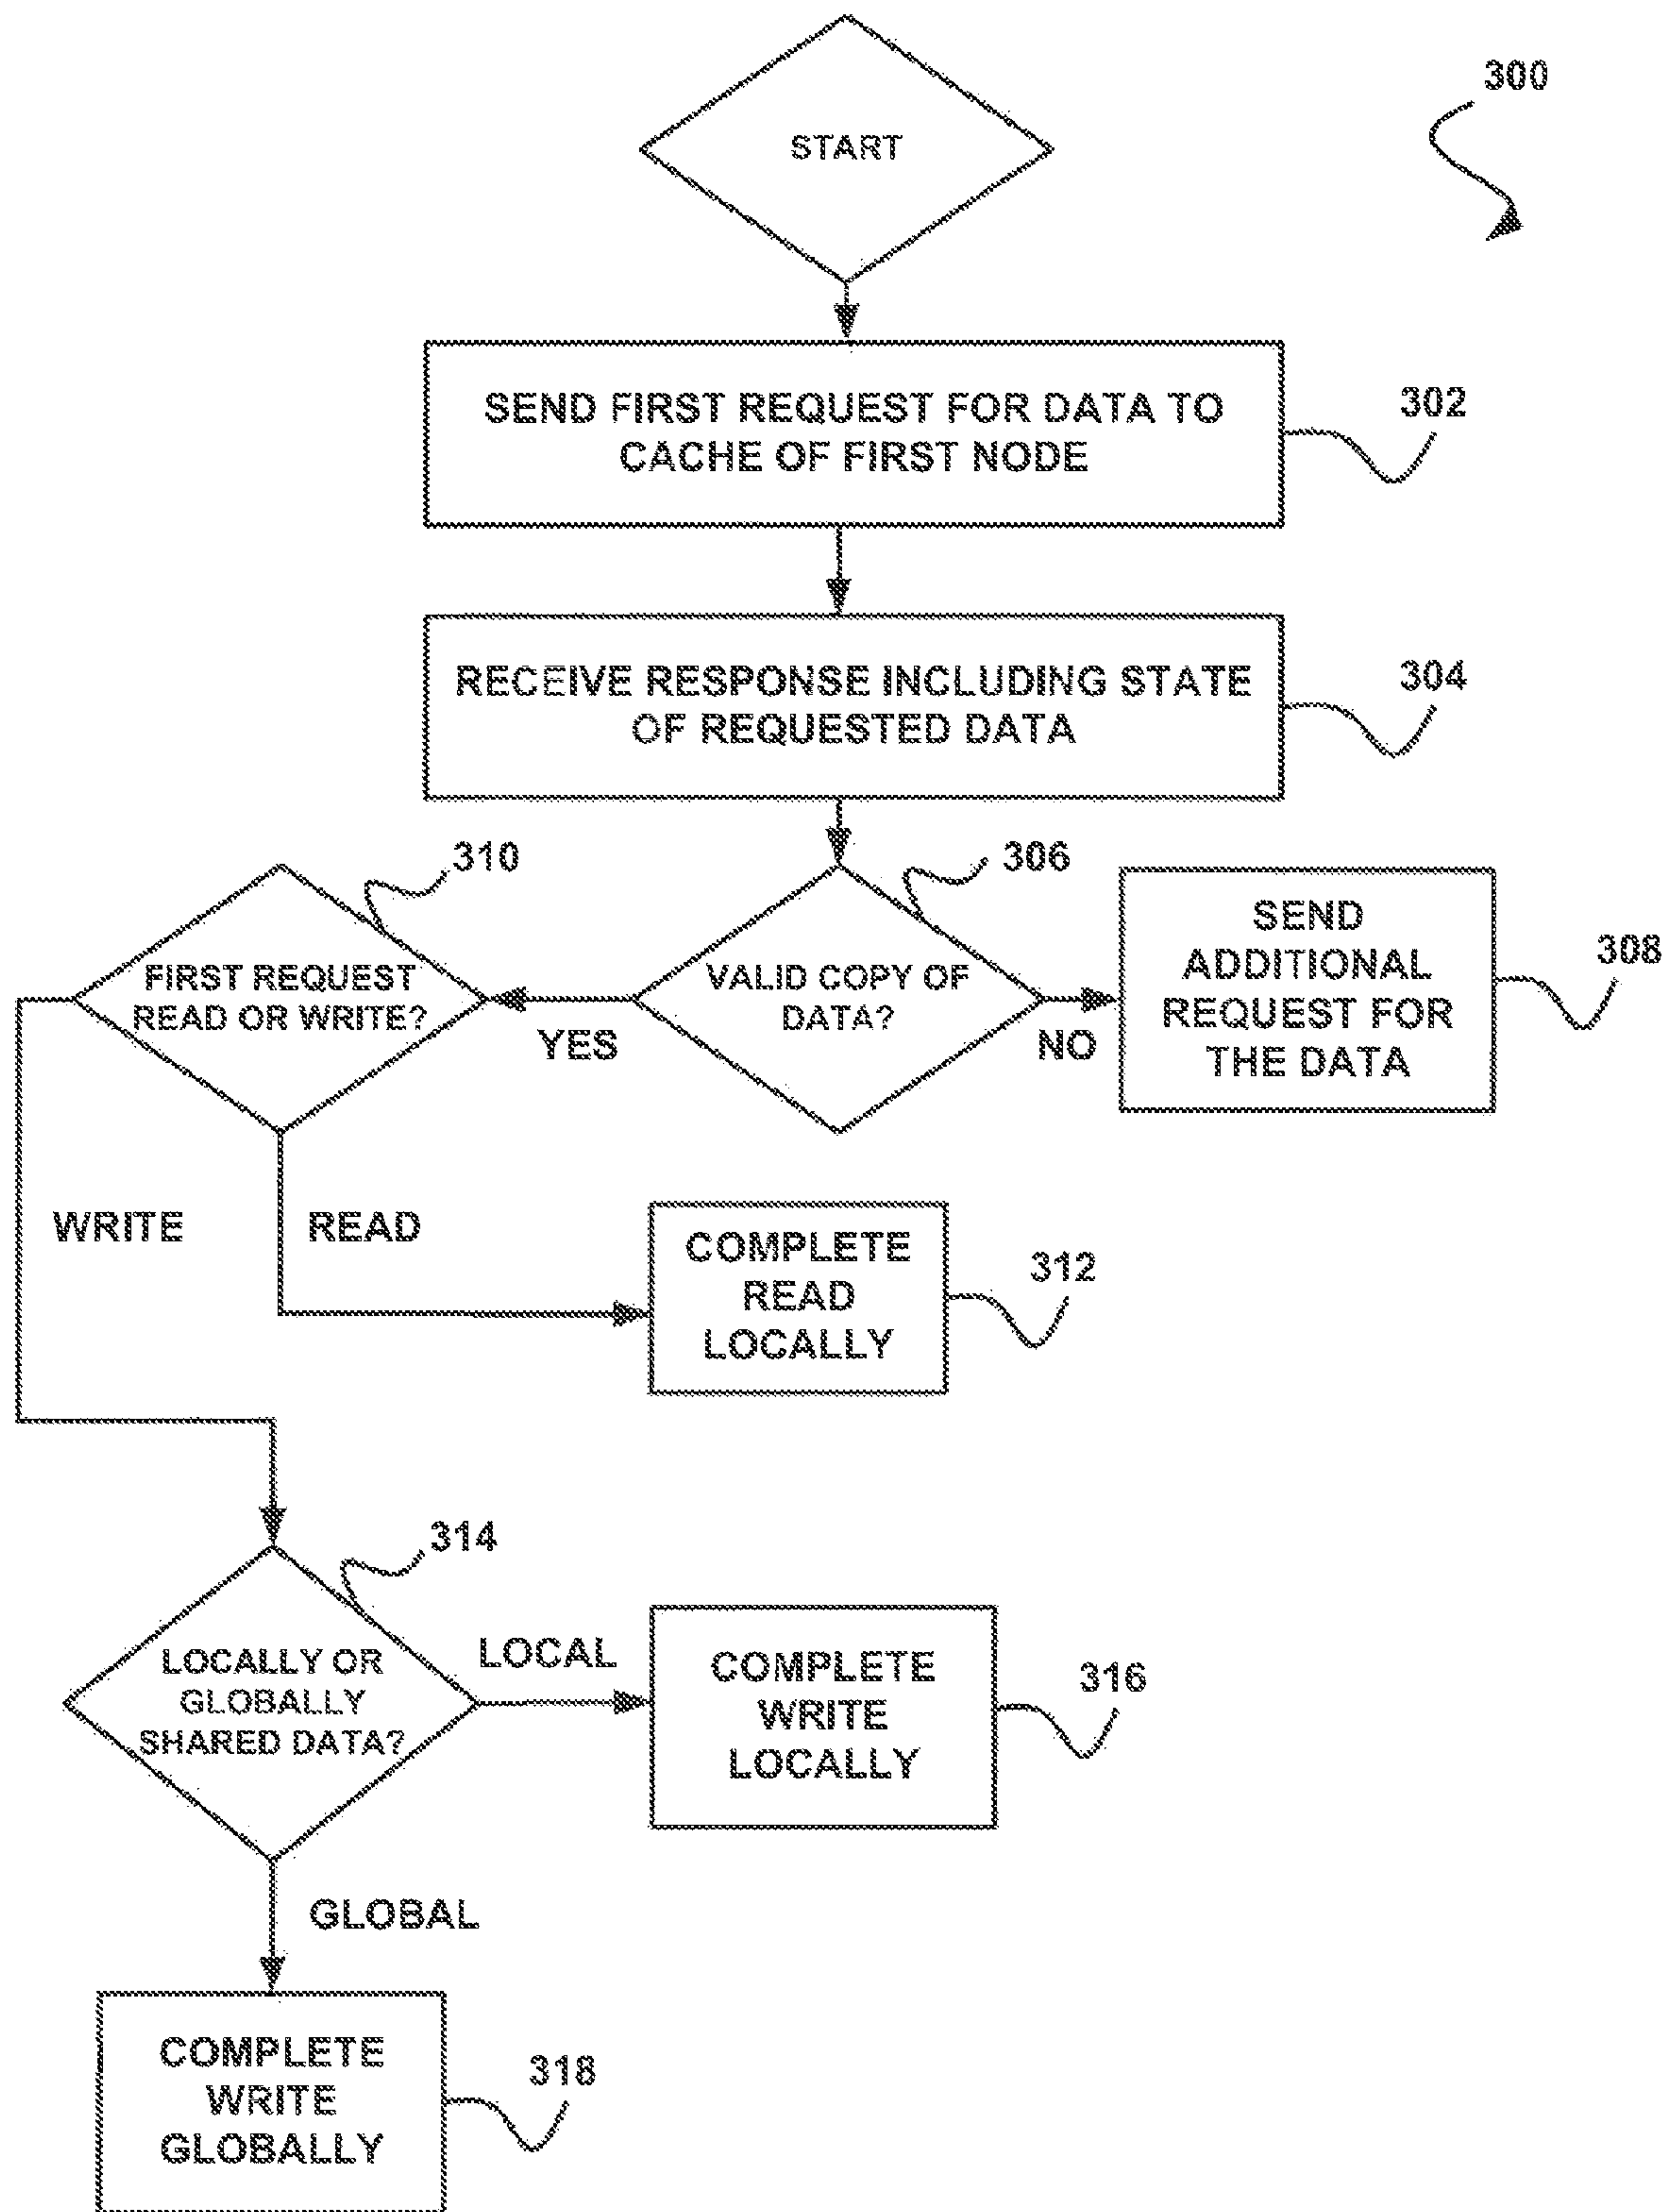 START
300
SEND FIRST REQUEST FOR DATA TO
CACHE OF FIRST NODE
302
RECEIVE RESPONSE INCLUDING STATE
OF REQUESTED DATA
304
310
FIRST REQUEST
READ OR WRITE?
YES
306
VALID COPY OF
DATA?
NO
SEND
ADDITIONAL
REQUEST FOR
THE DATA
308
WRITE
READ
COMPLETE
READ
LOCALLY
312
314
LOCALLY OR
GLOBALLY
SHARED DATA?
LOCAL
COMPLETE
WRITE
LOCALLY
316
GLOBAL
COMPLETE
WRITE
GLOBALLY
318